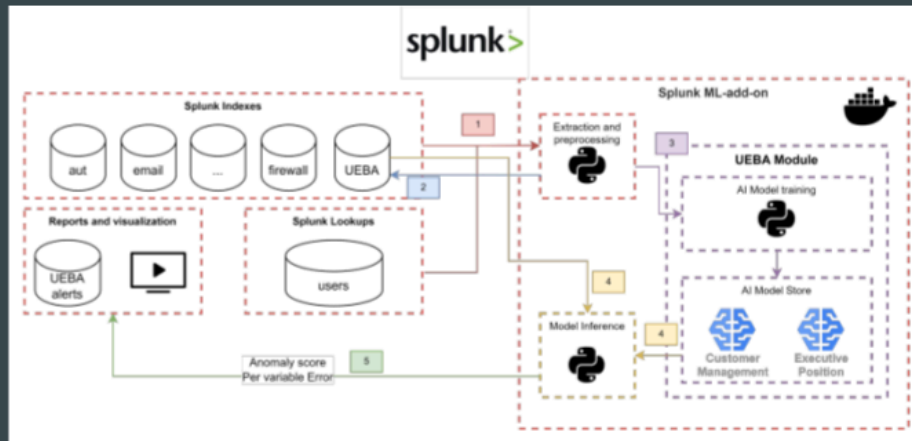 splunk>
Splunk Indexes
aut
email
...
firewall
UEBA
1
2
Splunk ML-add-on
Extraction and
preprocessing
3
UEBA Module
AI Model training
Reports and visualization
UEBA
alerts
Splunk Lookups
users
4
AI Model Store
Customer
Management
Executive
Position
4
Model Inference
5
Anomaly score
Per variable Error